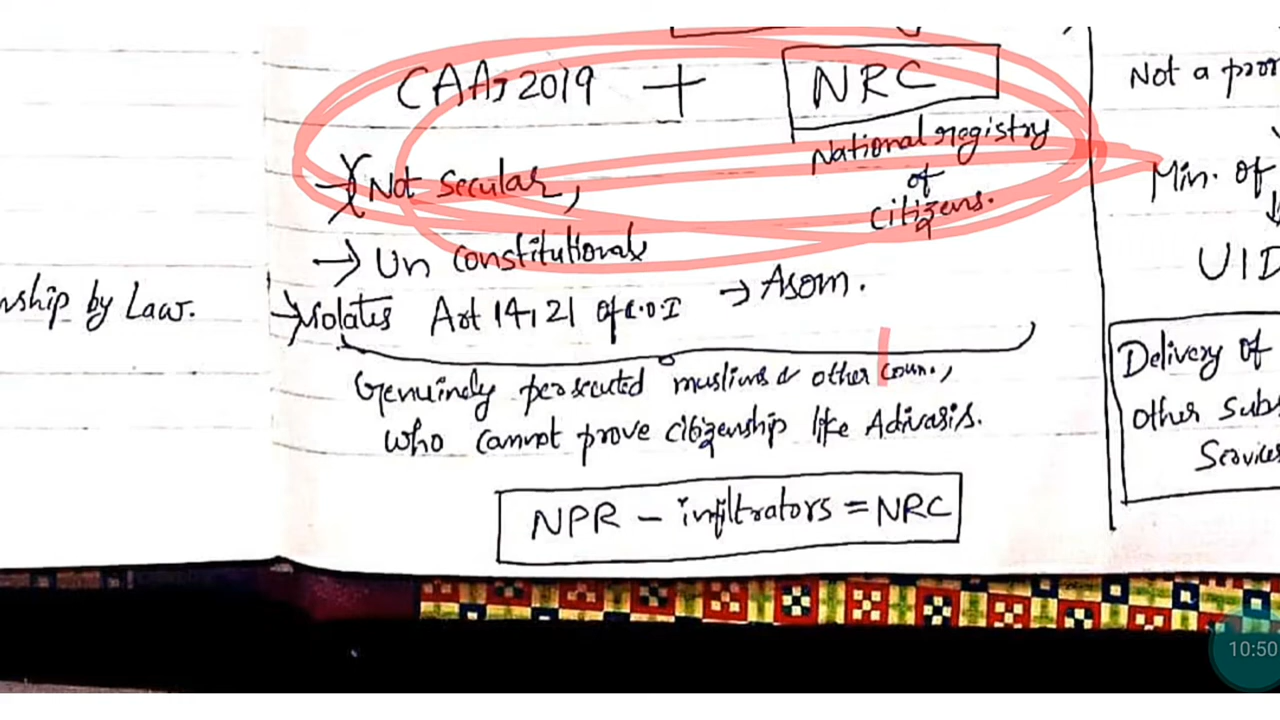 CAA, 2019 + NRC
National registry
of
citizens.
→ Not secular,
→ Un constitutional
→ Violates Art 14, 21 of C.O.I
→ Asom.
Genuinely persecuted muslims & other Coun.,
who cannot prove citizenship like Adivasis.
NPR - infiltrators = NRC
nship by Law.
Not a proo
Min. of
↓
UID
Delivery of
other subs
Services
10:50